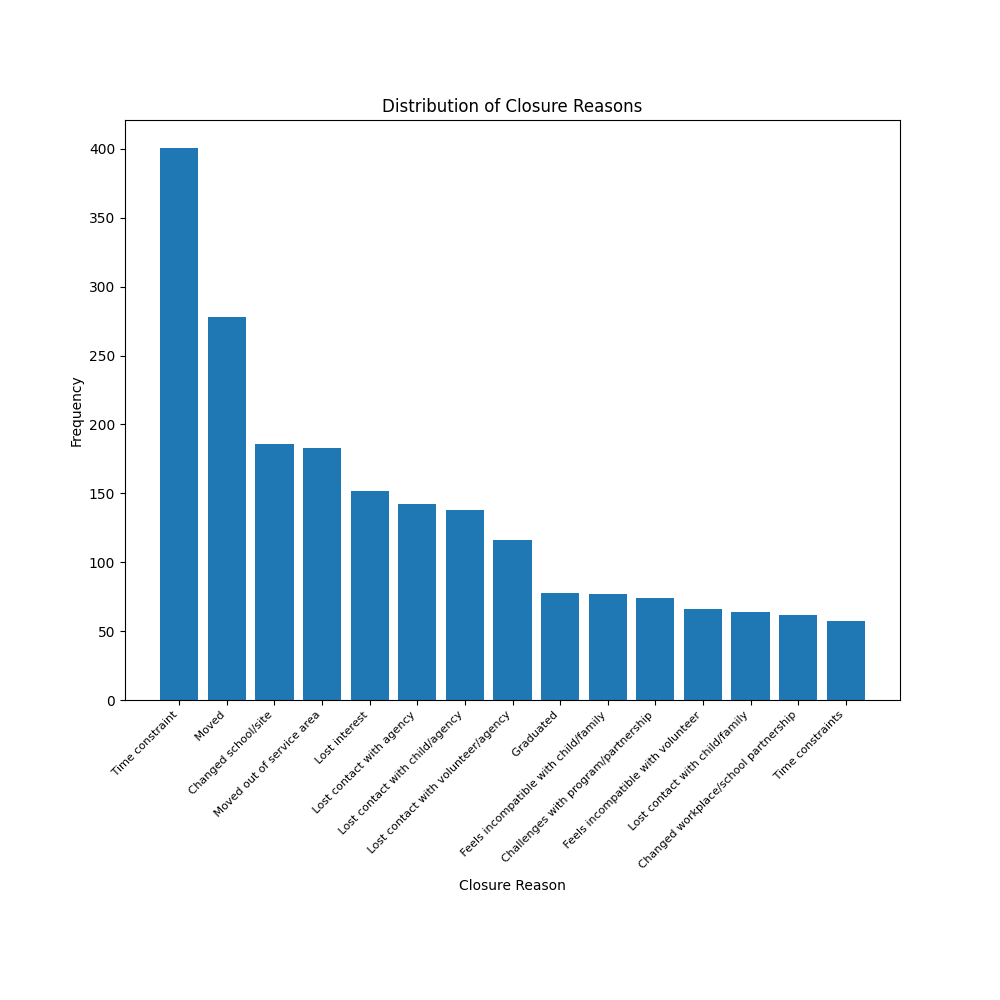 Distribution of Closure Reasons
400
350
300
250
200
150
100
50
0
Frequency
Time constraint
Moved
Changed school/site
Moved out of service area
Lost interest
Lost contact with agency
Lost contact with child/agency
Lost contact with volunteer/agency
Graduated
Feels incompatible with child/family
Challenges with program/partnership
Feels incompatible with volunteer
Lost contact with child/family
Changed workplace/school partnership
Time constraints
Closure Reason